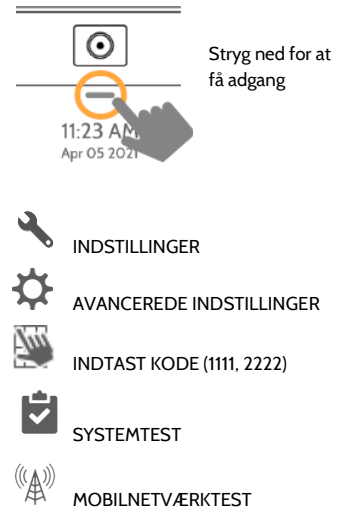 Stryg ned for at
få adgang
11:23 AM
Apr 05 2021
INDSTILLINGER
AVANCEREDE INDSTILLINGER
INDTAST KODE (1111, 2222)
SYSTEMTEST
MOBILNETVÆRKTEST